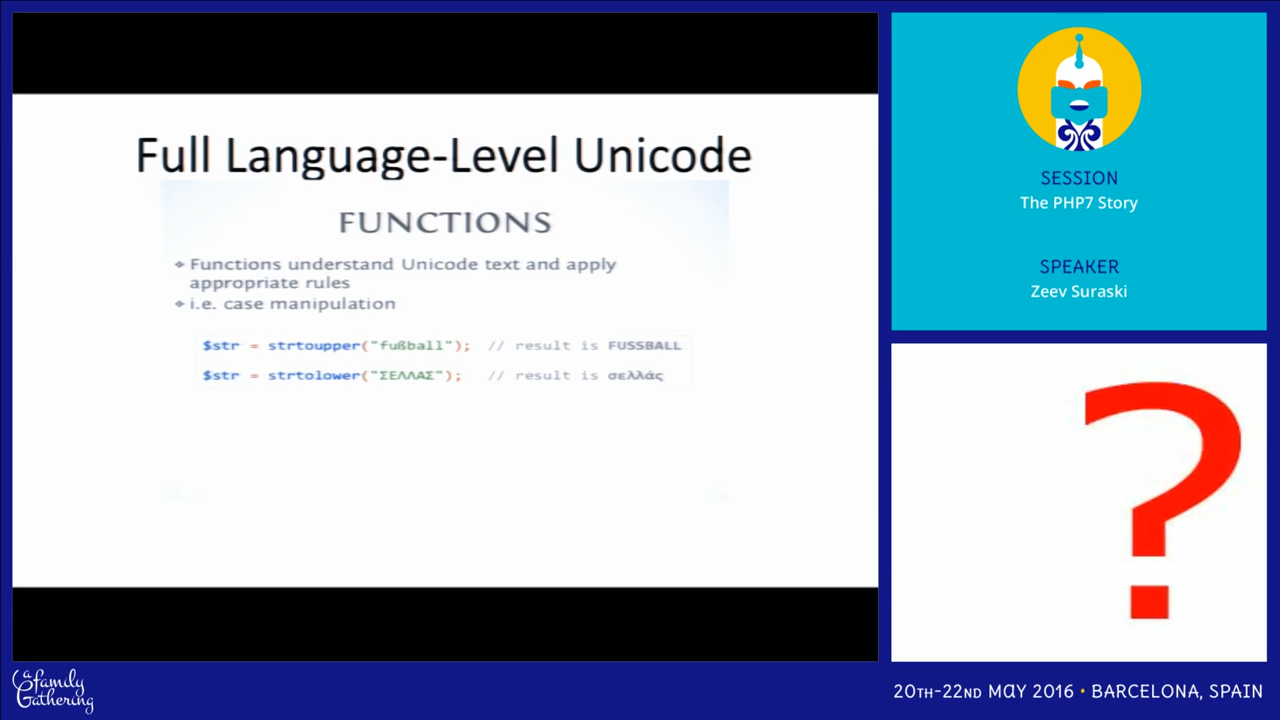 Full Language-Level Unicode
FUNCTIONS
❖ Functions understand Unicode text and apply
appropriate rules
❖ i.e. case manipulation
$str = strtoupper("fußball"); // result is FUSSBALL
$str = strtolower("ΣΕΛΛΑΣ"); // result is σελλάς
SESSION
The PHP7 Story
SPEAKER
Zeev Suraski
?
a family
Gathering
20TH-22ND MAY 2016 • BARCELONA, SPAIN